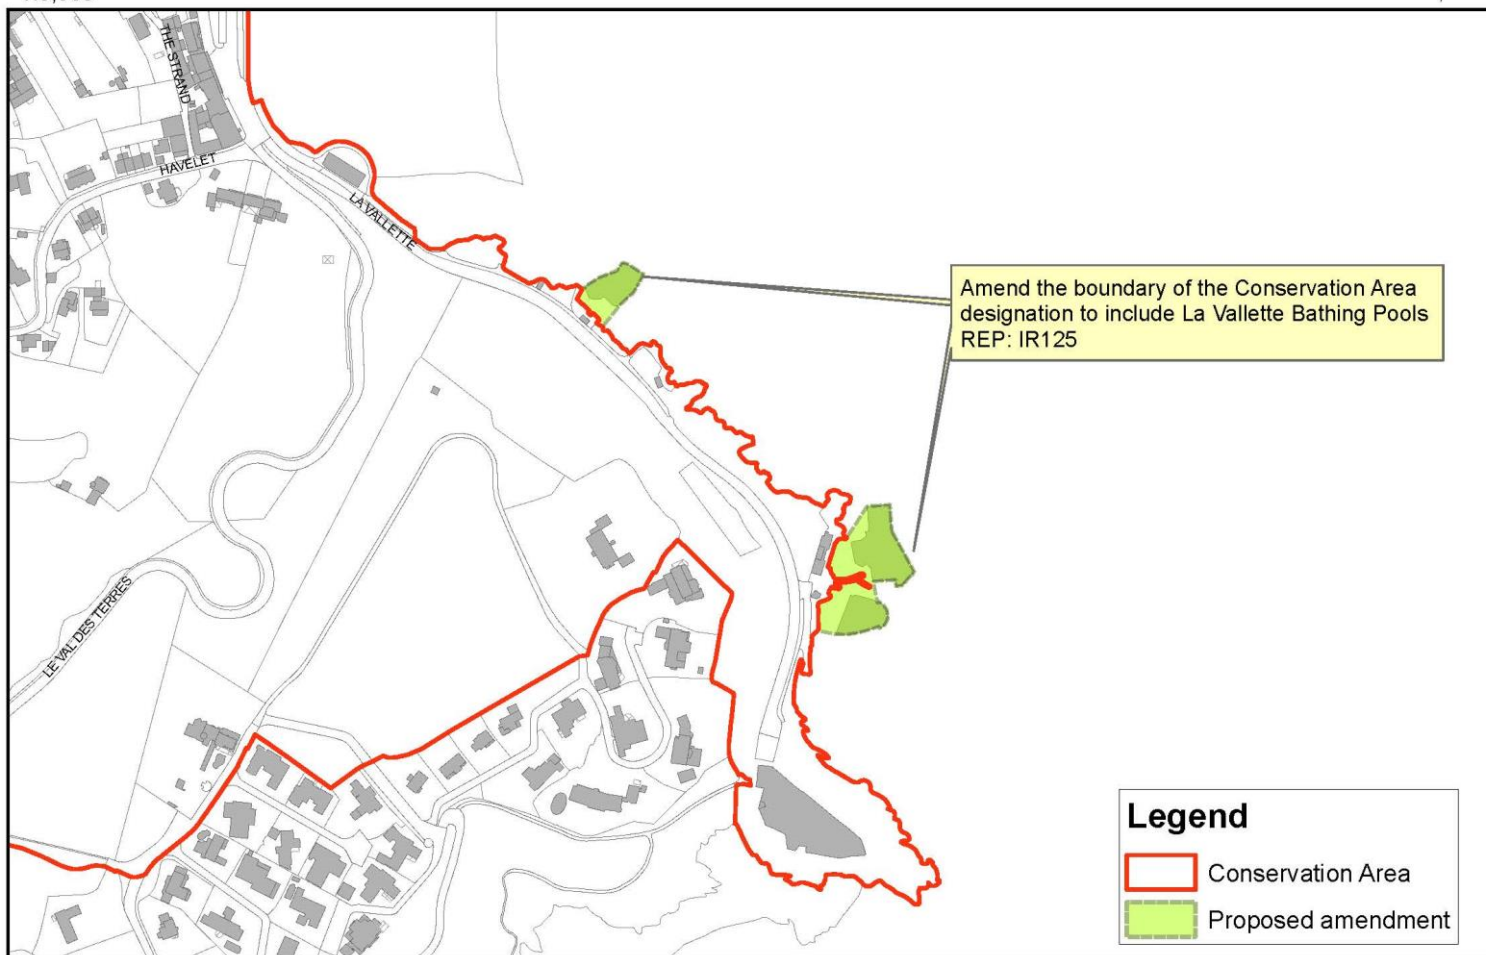 THE STRAND
HAVELET
LA VALLETTE
LE VAL DES TERRES
Amend the boundary of the Conservation Area
designation to include La Vallette Bathing Pools
REP: IR125
Legend
Conservation Area
Proposed amendment